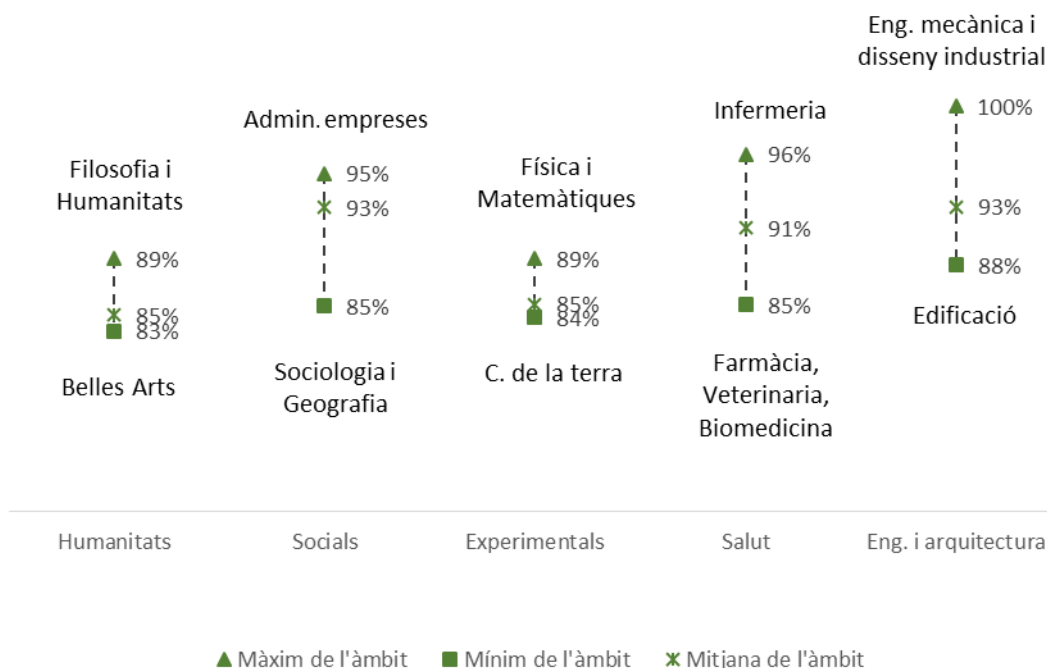 Filosofia i
Humanitats
89%
85%
83%
Belles Arts
Admin. empreses
95%
93%
85%
Sociologia i
Geografia
Física i
Matemàtiques
89%
85%
84%
C. de la terra
Infermeria
96%
91%
85%
Farmàcia,
Veterinaria,
Biomedicina
Eng. mecànica i
disseny industrial
100%
93%
88%
Edificació
Humanitats
Socials
Experimentals
Salut
Eng. i arquitectura
Màxim de l'àmbit
Mínim de l'àmbit
Mitjana de l'àmbit